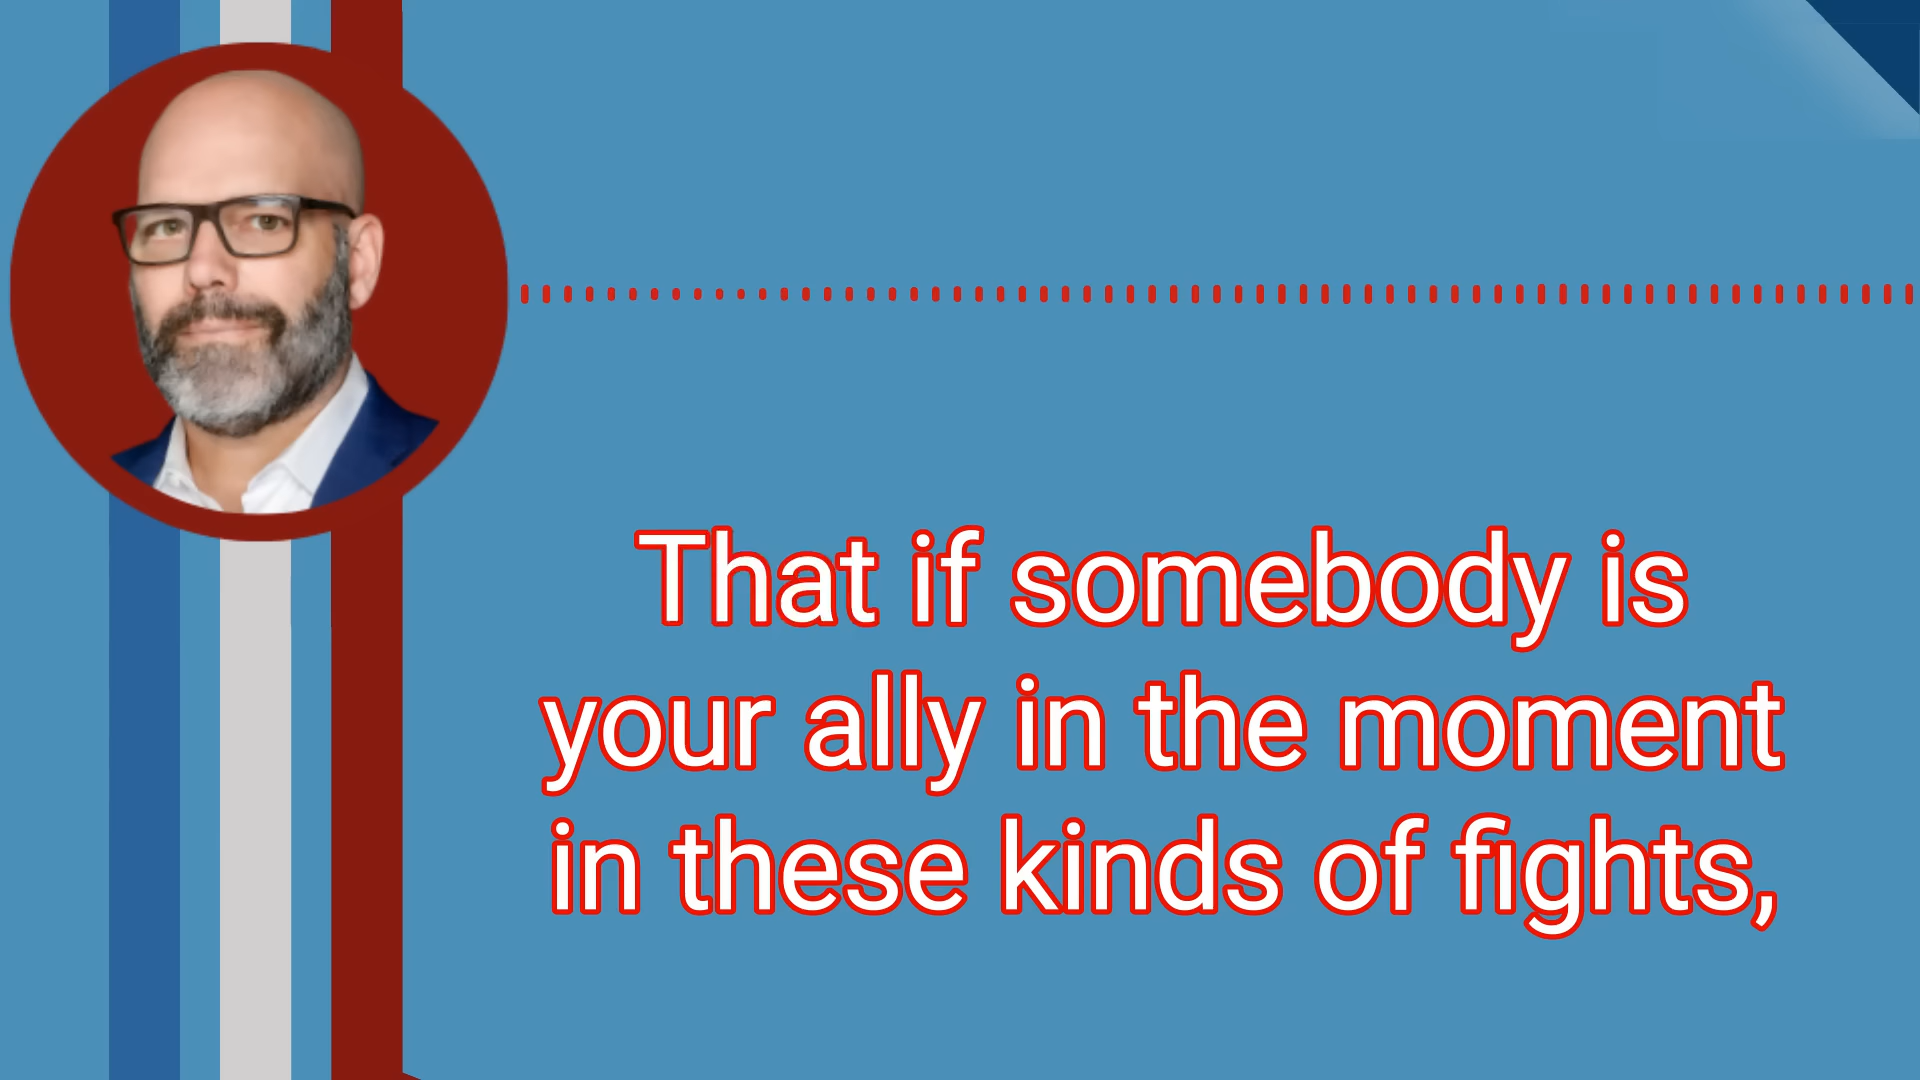 That if somebody is
your ally in the moment
in these kinds of fights,